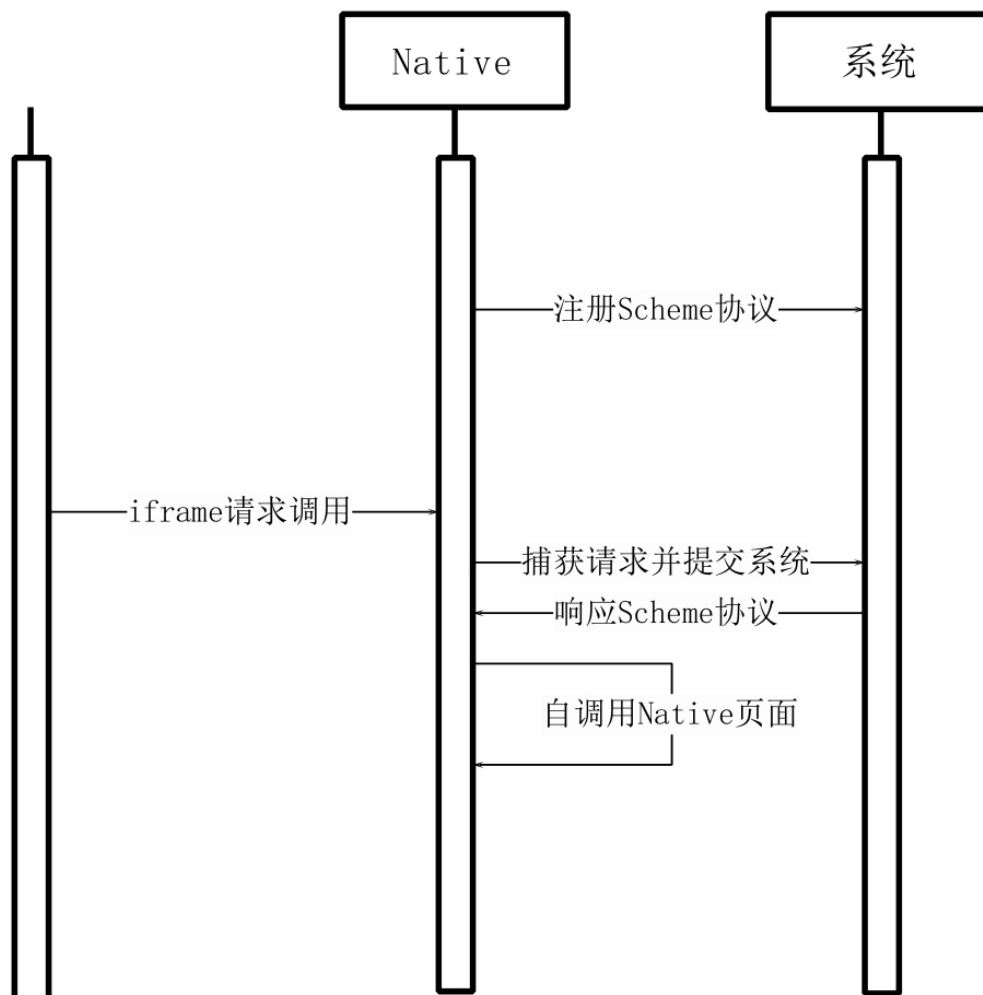 Native
系统
注册Scheme协议
iframe请求调用
捕获请求并提交系统
响应Scheme协议
自调用Native页面